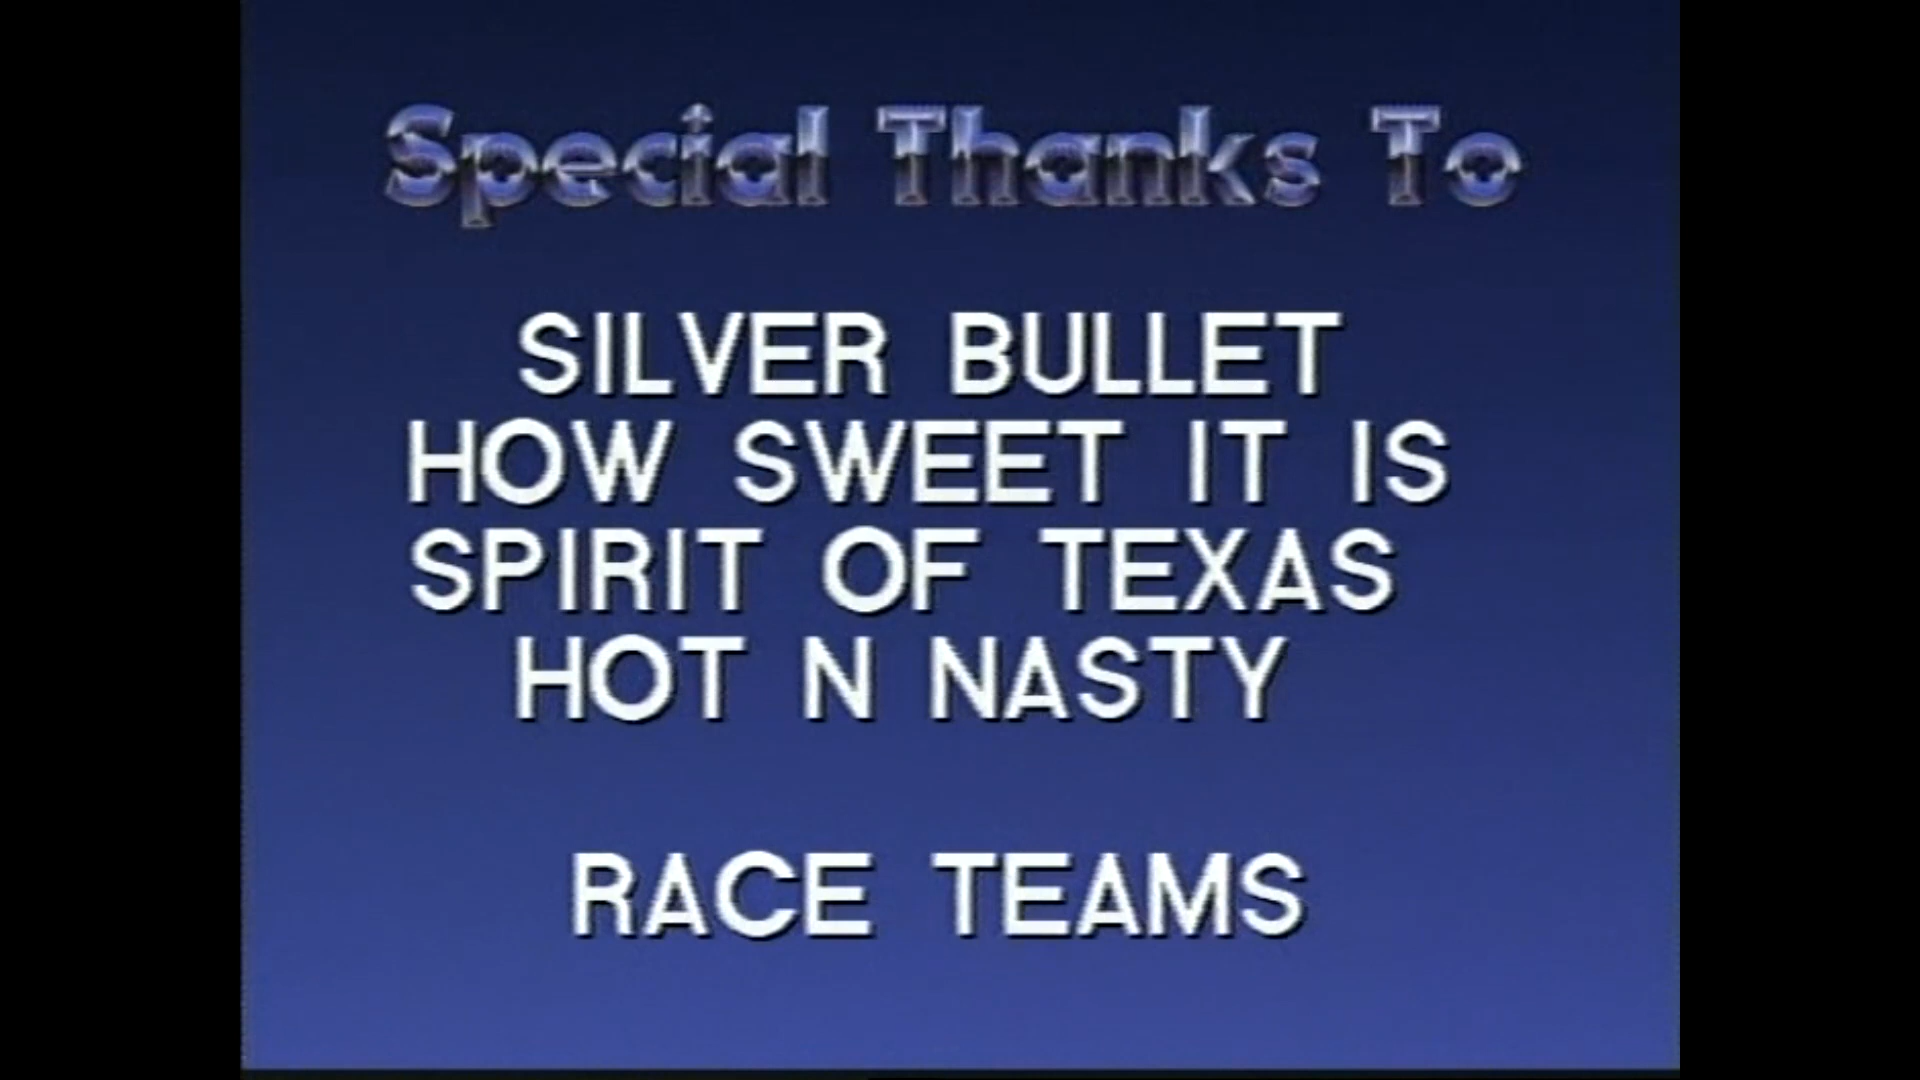 Special Thanks To
SILVER BULLET
HOW SWEET IT IS
SPIRIT OF TEXAS
HOT N NASTY
RACE TEAMS